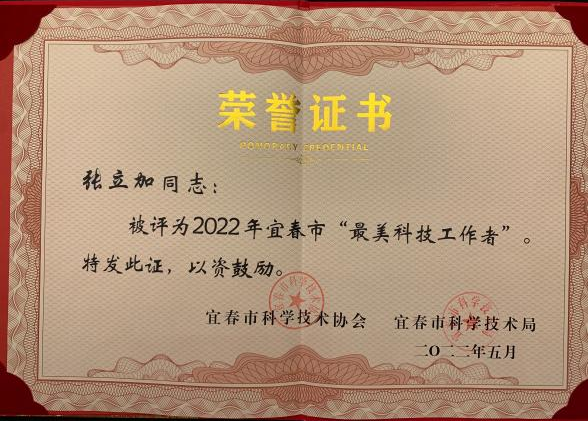 荣誉证书
HONORARY CREDENTIAL
张立加同志：
被评为2022年宜春市“最美科技工作者”。
特发此证，以资鼓励。
宜春市科学技术协会 宜春市科学技术局
二〇二二年五月